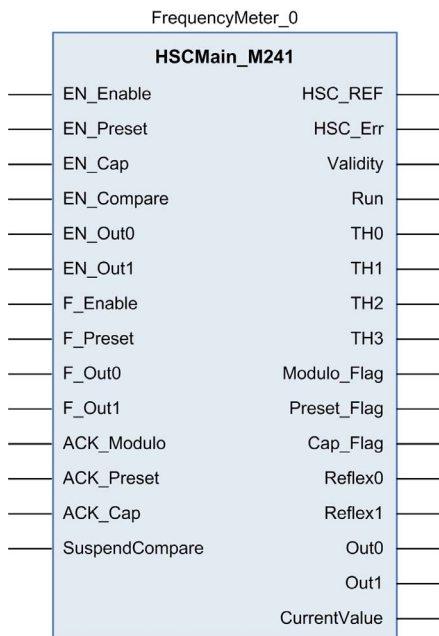 FrequencyMeter_0
HSCMain_M241
EN_Enable HSC_REF
EN_Preset HSC_Err
EN_Cap Validity
EN_Compare Run
EN_Out0 TH0
EN_Out1 TH1
F_Enable TH2
F_Preset TH3
F_Out0 Modulo_Flag
F_Out1 Preset_Flag
ACK_Modulo Cap_Flag
ACK_Preset Reflex0
ACK_Cap Reflex1
SuspendCompare Out0
Out1
CurrentValue